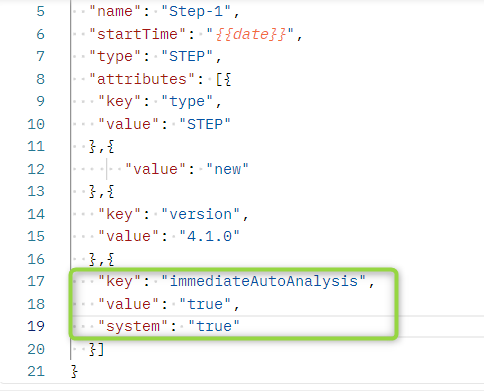 5 "name": "Step-1",
6 "startTime": "{{date}}",
7 "type": "STEP",
8 "attributes": [{
9 "key": "type",
10 "value": "STEP"
11 },{
12 "value": "new"
13 },{
14 "key": "version",
15 "value": "4.1.0"
16 },{
17 "key": "immediateAutoAnalysis",
18 "value": "true",
19 "system": "true"
20 }]
21 }